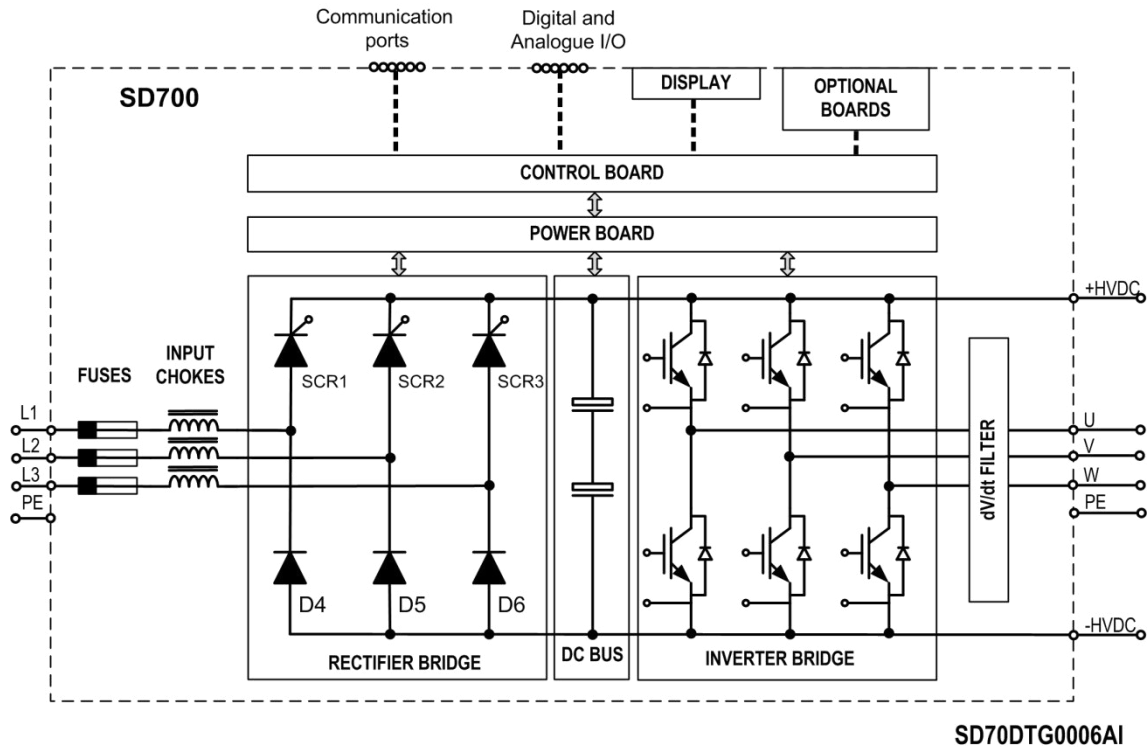 Communication
ports
Digital and
Analogue I/O
SD700
DISPLAY
OPTIONAL
BOARDS
CONTROL BOARD
POWER BOARD
+HVDC
FUSES
INPUT
CHOKES
SCR1
SCR2
SCR3
L1
L2
L3
PE
U
V
W
PE
dV/dt FILTER
D4
D5
D6
-HVDC
RECTIFIER BRIDGE
DC BUS
INVERTER BRIDGE
SD70DTG0006AI